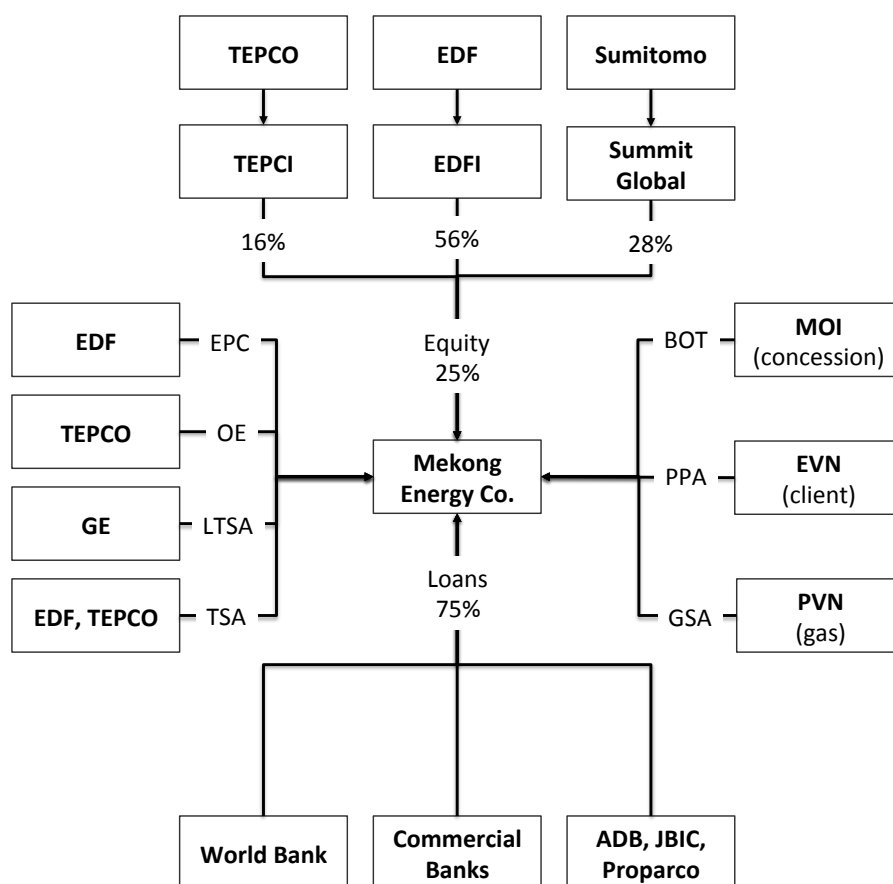 TEPCO
EDF
Sumitomo
TEPCI
EDFI
Summit
Global
16%
56%
28%
EDF
EPC
Equity
25%
BOT
MOI
(concession)
TEPCO
OE
Mekong
Energy Co.
PPA
EVN
(client)
GE
LTSA
Loans
75%
EDF, TEPCO
TSA
GSA
PVN
(gas)
World Bank
Commercial
Banks
ADB, JBIC,
Proparco